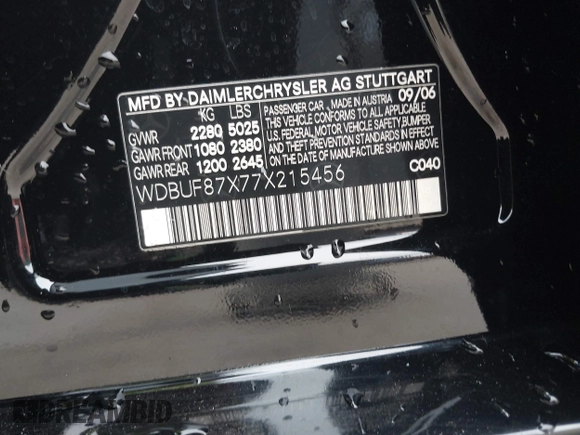 MFD BY DAIMLERCHRYSLER AG STUTTGART
KG LBS
GVWR 2280 5025
GAWR FRONT 1080 2380
GAWR REAR 1200 2645
PASSENGER CAR, MADE IN AUSTRIA 09/06
THIS CAR CONFORMS TO ALL APPLICABLE
U.S. FEDERAL MOTOR VEHICLE SAFETY, BUMPER
AND THEFT PREVENTION STANDARDS IN EFFECT
ON THE DATE OF MANUFACTURE SHOWN ABOVE
WDBUF87X77X215456
C040
DREAMBID